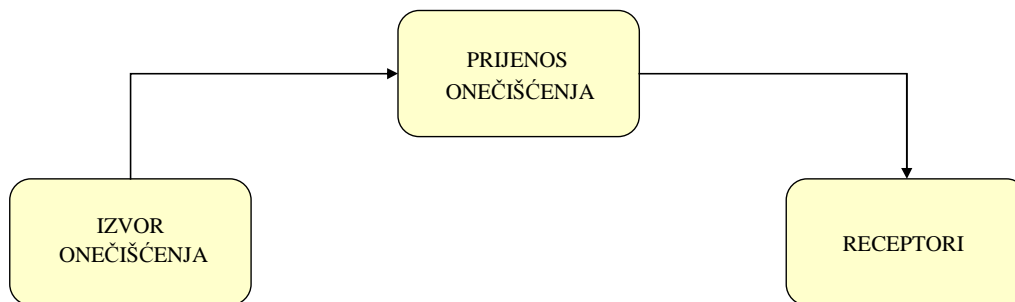 PRIJENOS
ONEČIŠĆENJA
IZVOR
ONEČIŠĆENJA
RECEPTORI